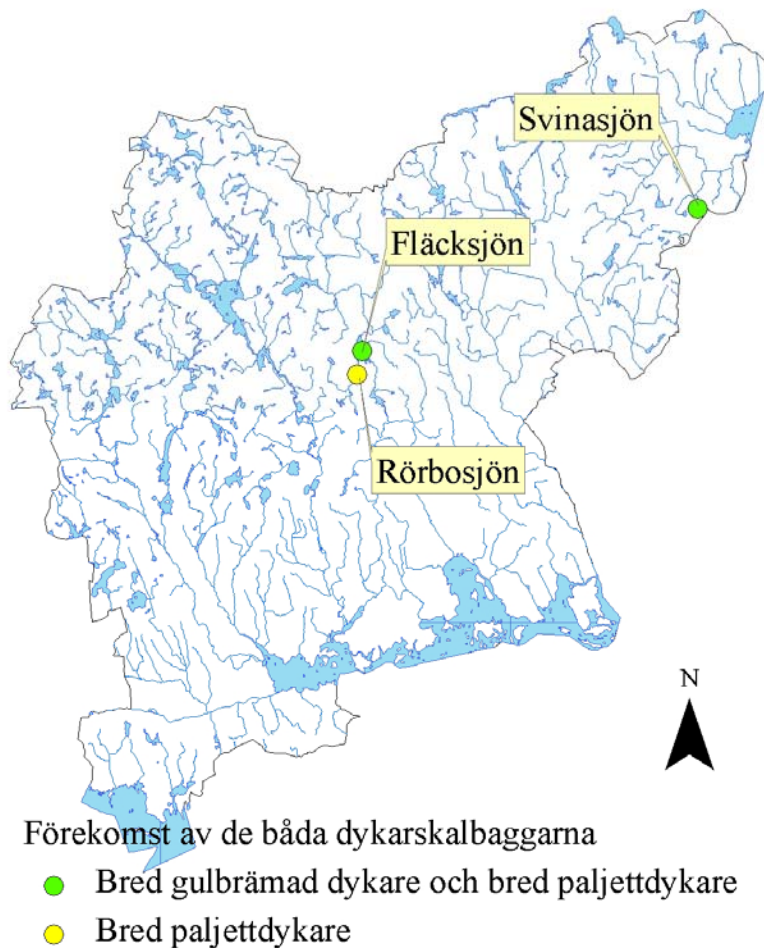 Svinasjön
Fläcksjön
Rörbosjön
N
Förekomst av de båda dykarskalbaggarna
Bred gulbrämad dykare och bred paljettdykare
Bred paljettdykare